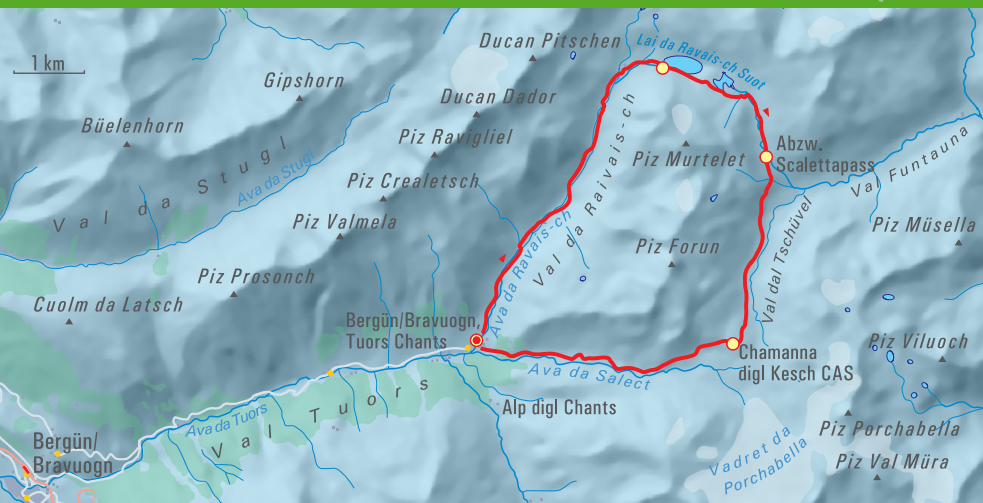 1 km
Ducan Pitschen
Lai da Ravais-ch Suot
Gipshorn
Ducan Dador
Büelenhorn
Piz Ravigliel
Abzw.
Scalettapass
Piz Murtelet
Val Funtauna
Val da Stugl
Ava da Stugl
Piz Crealetsch
Val da Raivais-ch
Ava da Ravais-ch
Piz Valmela
Piz Müsella
Val dal Tschüvel
Piz Forun
Piz Prosonch
Cuolm da Latsch
Bergün/Bravuogn,
Tuors Chants
Piz Viluoch
Chamanna
digl Kesch CAS
Ava da Salect
Alp digl Chants
Val Tuors
Ava da Tuors
Piz Porchabella
Bergün/
Bravuogn
Vadret da
Porchabella
Piz Val Müra